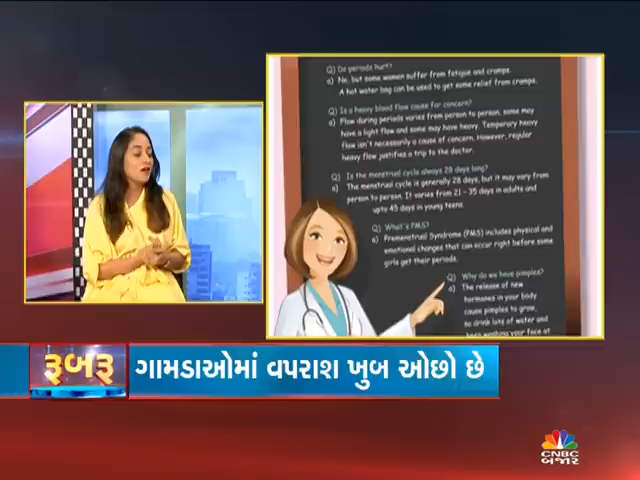 Q) Do periods hurt?
a) No, but some women suffer from fatigue and cramps.
A hot water bag can be used to get some relief from cramps.
Q) Is a heavy blood flow cause for concern?
a) Flow during periods varies from person to person, some may
have a light flow and some may have heavy. Temporary heavy
flow isn't necessarily a cause of concern. However, regular
heavy flow justifies a trip to the doctor.
Q) Is the menstrual cycle always 28 days long?
a) The menstrual cycle is generally 28 days, but it may vary from
person to person. It varies from 21 - 35 days in adults and
upto 45 days in young teens.
Q) What's PMS?
a) Premenstrual Syndrome (PMS) includes physical and
emotional changes that can occur right before some
girls get their periods.
Q) Why do we have pimples?
a) The release of new
hormones in your body
cause pimples to grow,
so drink lots of water and
keep washing your face at
રૂબરૂ
ગામડાઓમાં વપરાશ ખુબ ઓછો છે
CNBC
બજાર